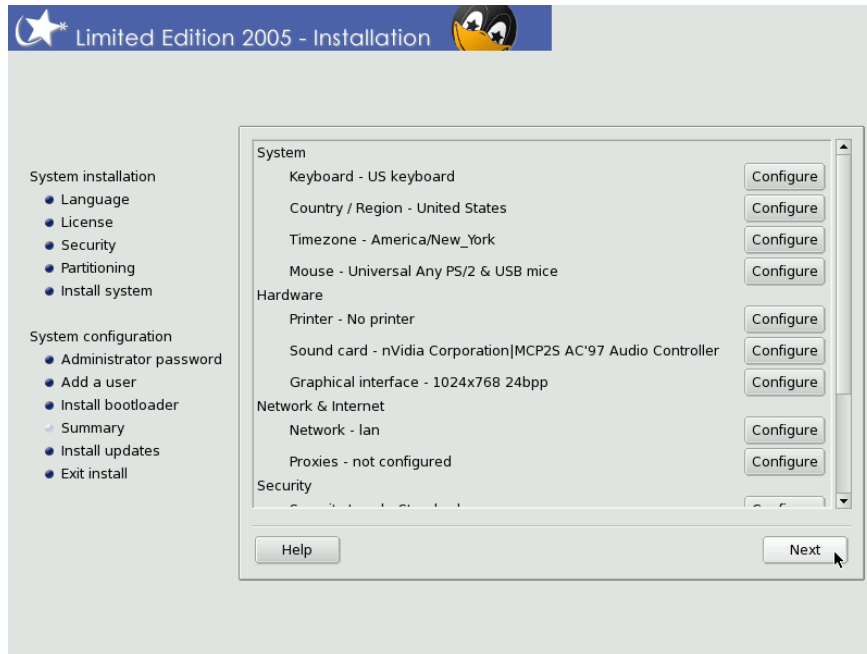 Limited Edition 2005 - Installation
System installation
Language
License
Security
Partitioning
Install system
System configuration
Administrator password
Add a user
Install bootloader
Summary
Install updates
Exit install
System
Keyboard - US keyboard Configure
Country / Region - United States Configure
Timezone - America/New_York Configure
Mouse - Universal Any PS/2 & USB mice Configure
Hardware
Printer - No printer Configure
Sound card - nVidia Corporation|MCP2S AC'97 Audio Controller Configure
Graphical interface - 1024x768 24bpp Configure
Network & Internet
Network - lan Configure
Proxies - not configured Configure
Security
Help Next